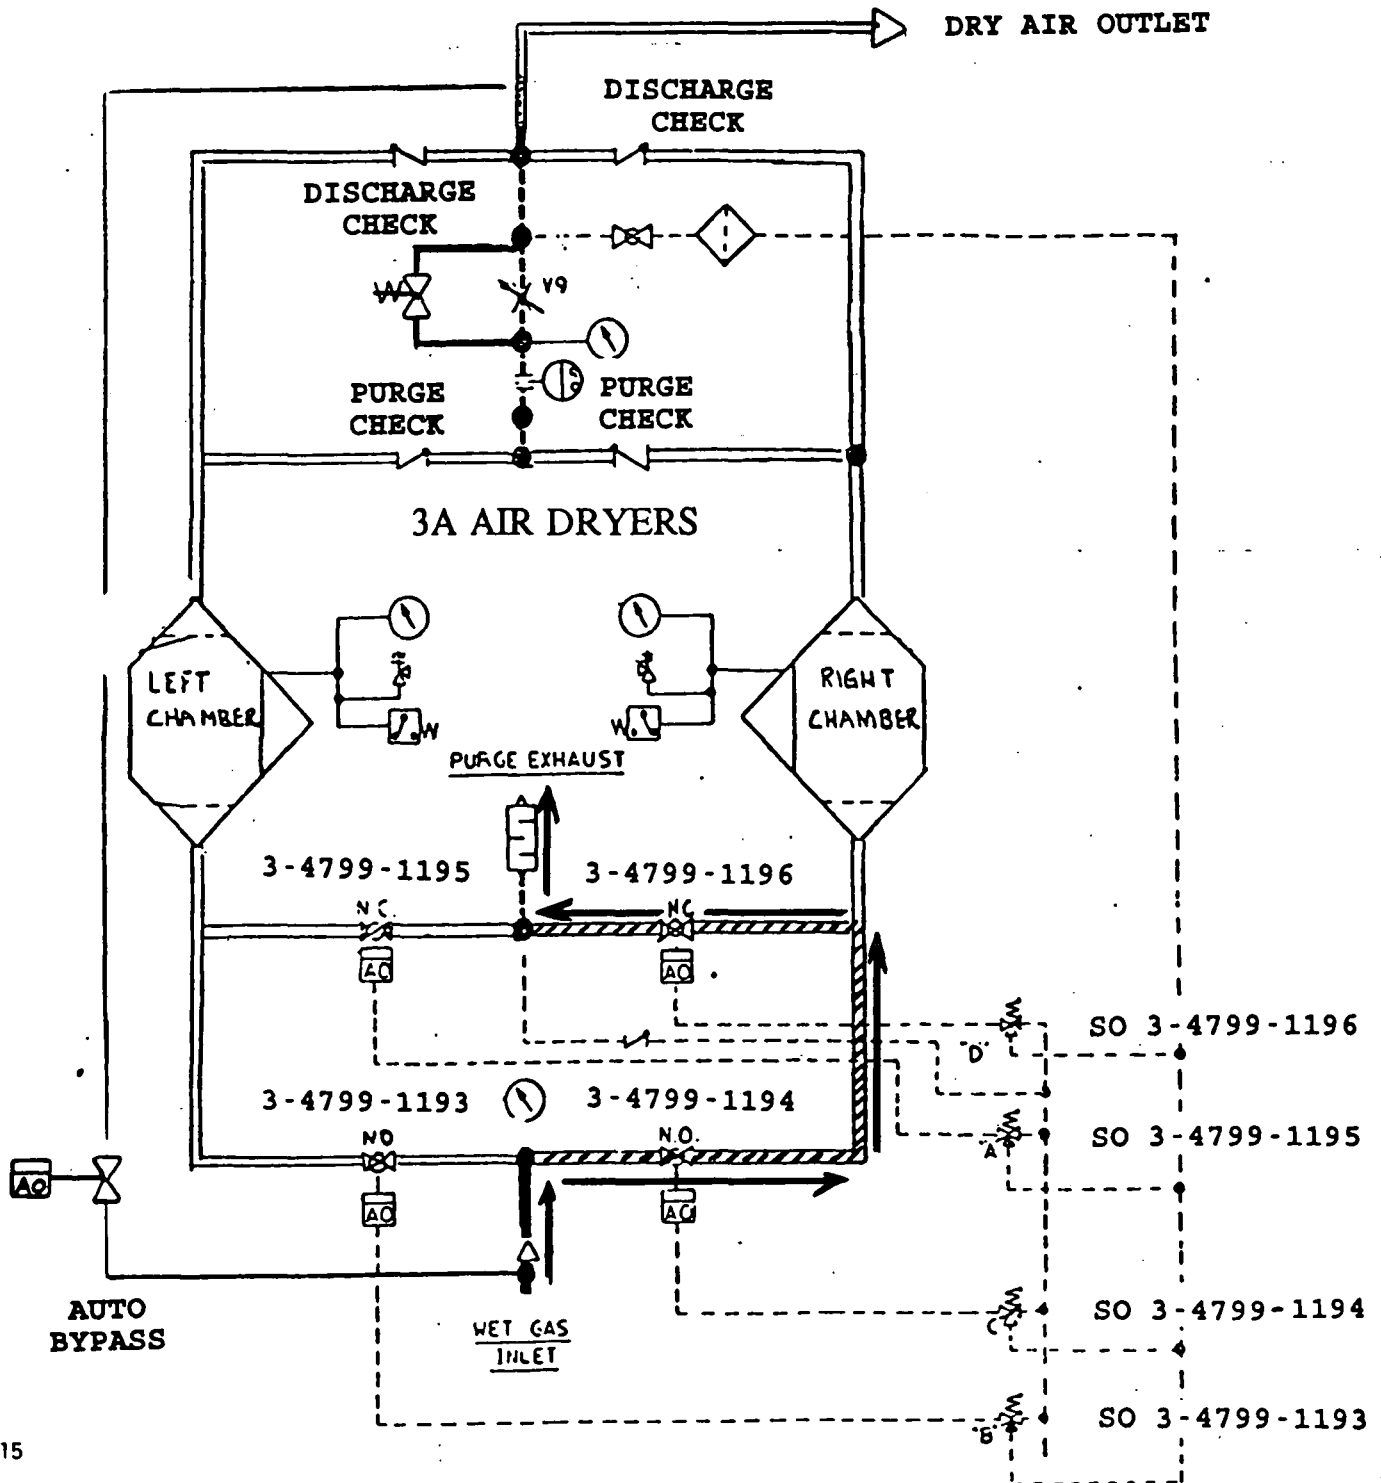 DRY AIR OUTLET
DISCHARGE
CHECK
DISCHARGE
CHECK
V9
PURGE
CHECK
PURGE
CHECK
3A AIR DRYERS
LEFT
CHAMBER
RIGHT
CHAMBER
W
W
PURGE EXHAUST
3-4799-1195
3-4799-1196
N.C.
NC
AO
AO
SO 3-4799-1196
"D"
3-4799-1193
3-4799-1194
SO 3-4799-1195
"A"
NO
N.O.
AO
AO
AO
SO 3-4799-1194
C
AUTO
BYPASS
WET GAS
INLET
SO 3-4799-1193
"B"
15